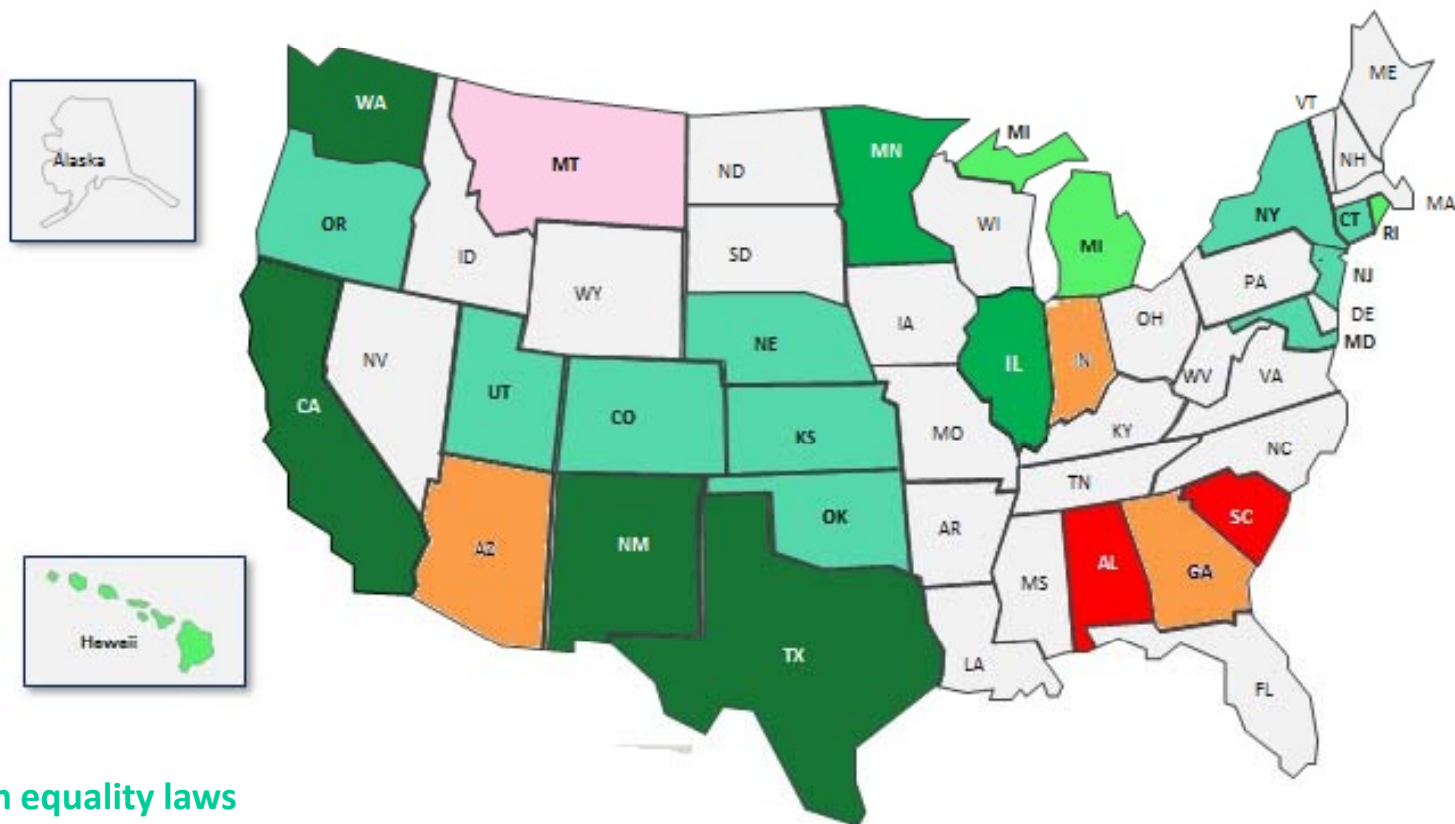 ME
VT
WA
MI
MN
NH
Alaska
MT
ND
MA
NY
CT
OR
WI
RI
MI
ID
SD
PA
NJ
WY
OH
DE
IA
NE
MD
NV
IN
IL
WV
VA
UT
CA
CO
KS
MO
KY
NC
TN
OK
AR
SC
AZ
NM
AL
GA
MS
Heweii
TX
LA
FL
n equality laws